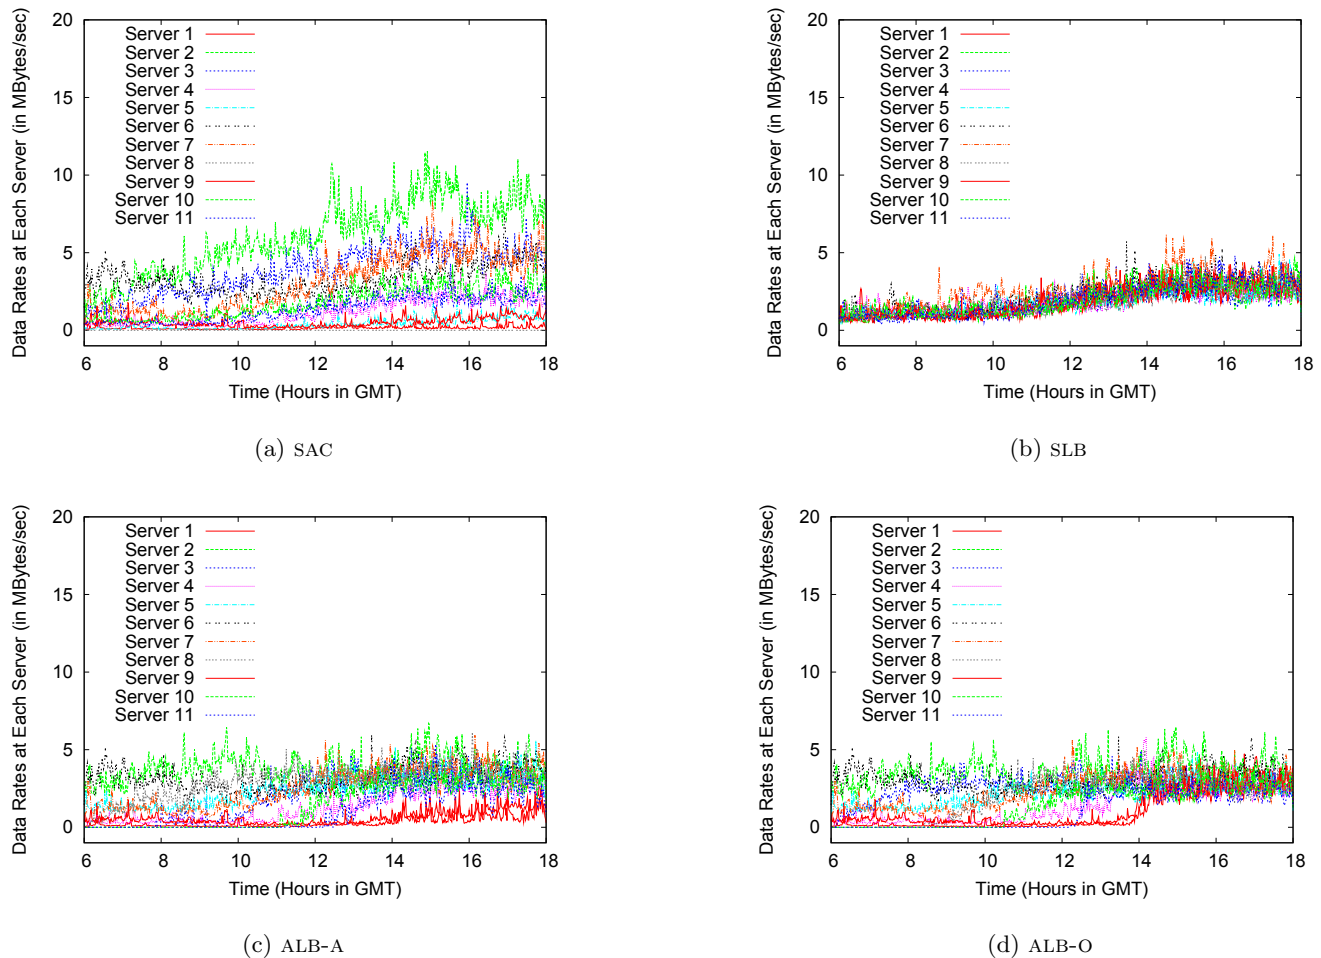 Data Rates at Each Server (in MBytes/sec)
20
15
10
5
0
Server 1
Server 2
Server 3
Server 4
Server 5
Server 6
Server 7
Server 8
Server 9
Server 10
Server 11
6 8 10 12 14 16 18
Time (Hours in GMT)
(a) SAC
Data Rates at Each Server (in MBytes/sec)
20
15
10
5
0
Server 1
Server 2
Server 3
Server 4
Server 5
Server 6
Server 7
Server 8
Server 9
Server 10
Server 11
6 8 10 12 14 16 18
Time (Hours in GMT)
(b) SLB
Data Rates at Each Server (in MBytes/sec)
20
15
10
5
0
Server 1
Server 2
Server 3
Server 4
Server 5
Server 6
Server 7
Server 8
Server 9
Server 10
Server 11
6 8 10 12 14 16 18
Time (Hours in GMT)
(c) ALB-A
Data Rates at Each Server (in MBytes/sec)
20
15
10
5
0
Server 1
Server 2
Server 3
Server 4
Server 5
Server 6
Server 7
Server 8
Server 9
Server 10
Server 11
6 8 10 12 14 16 18
Time (Hours in GMT)
(d) ALB-O